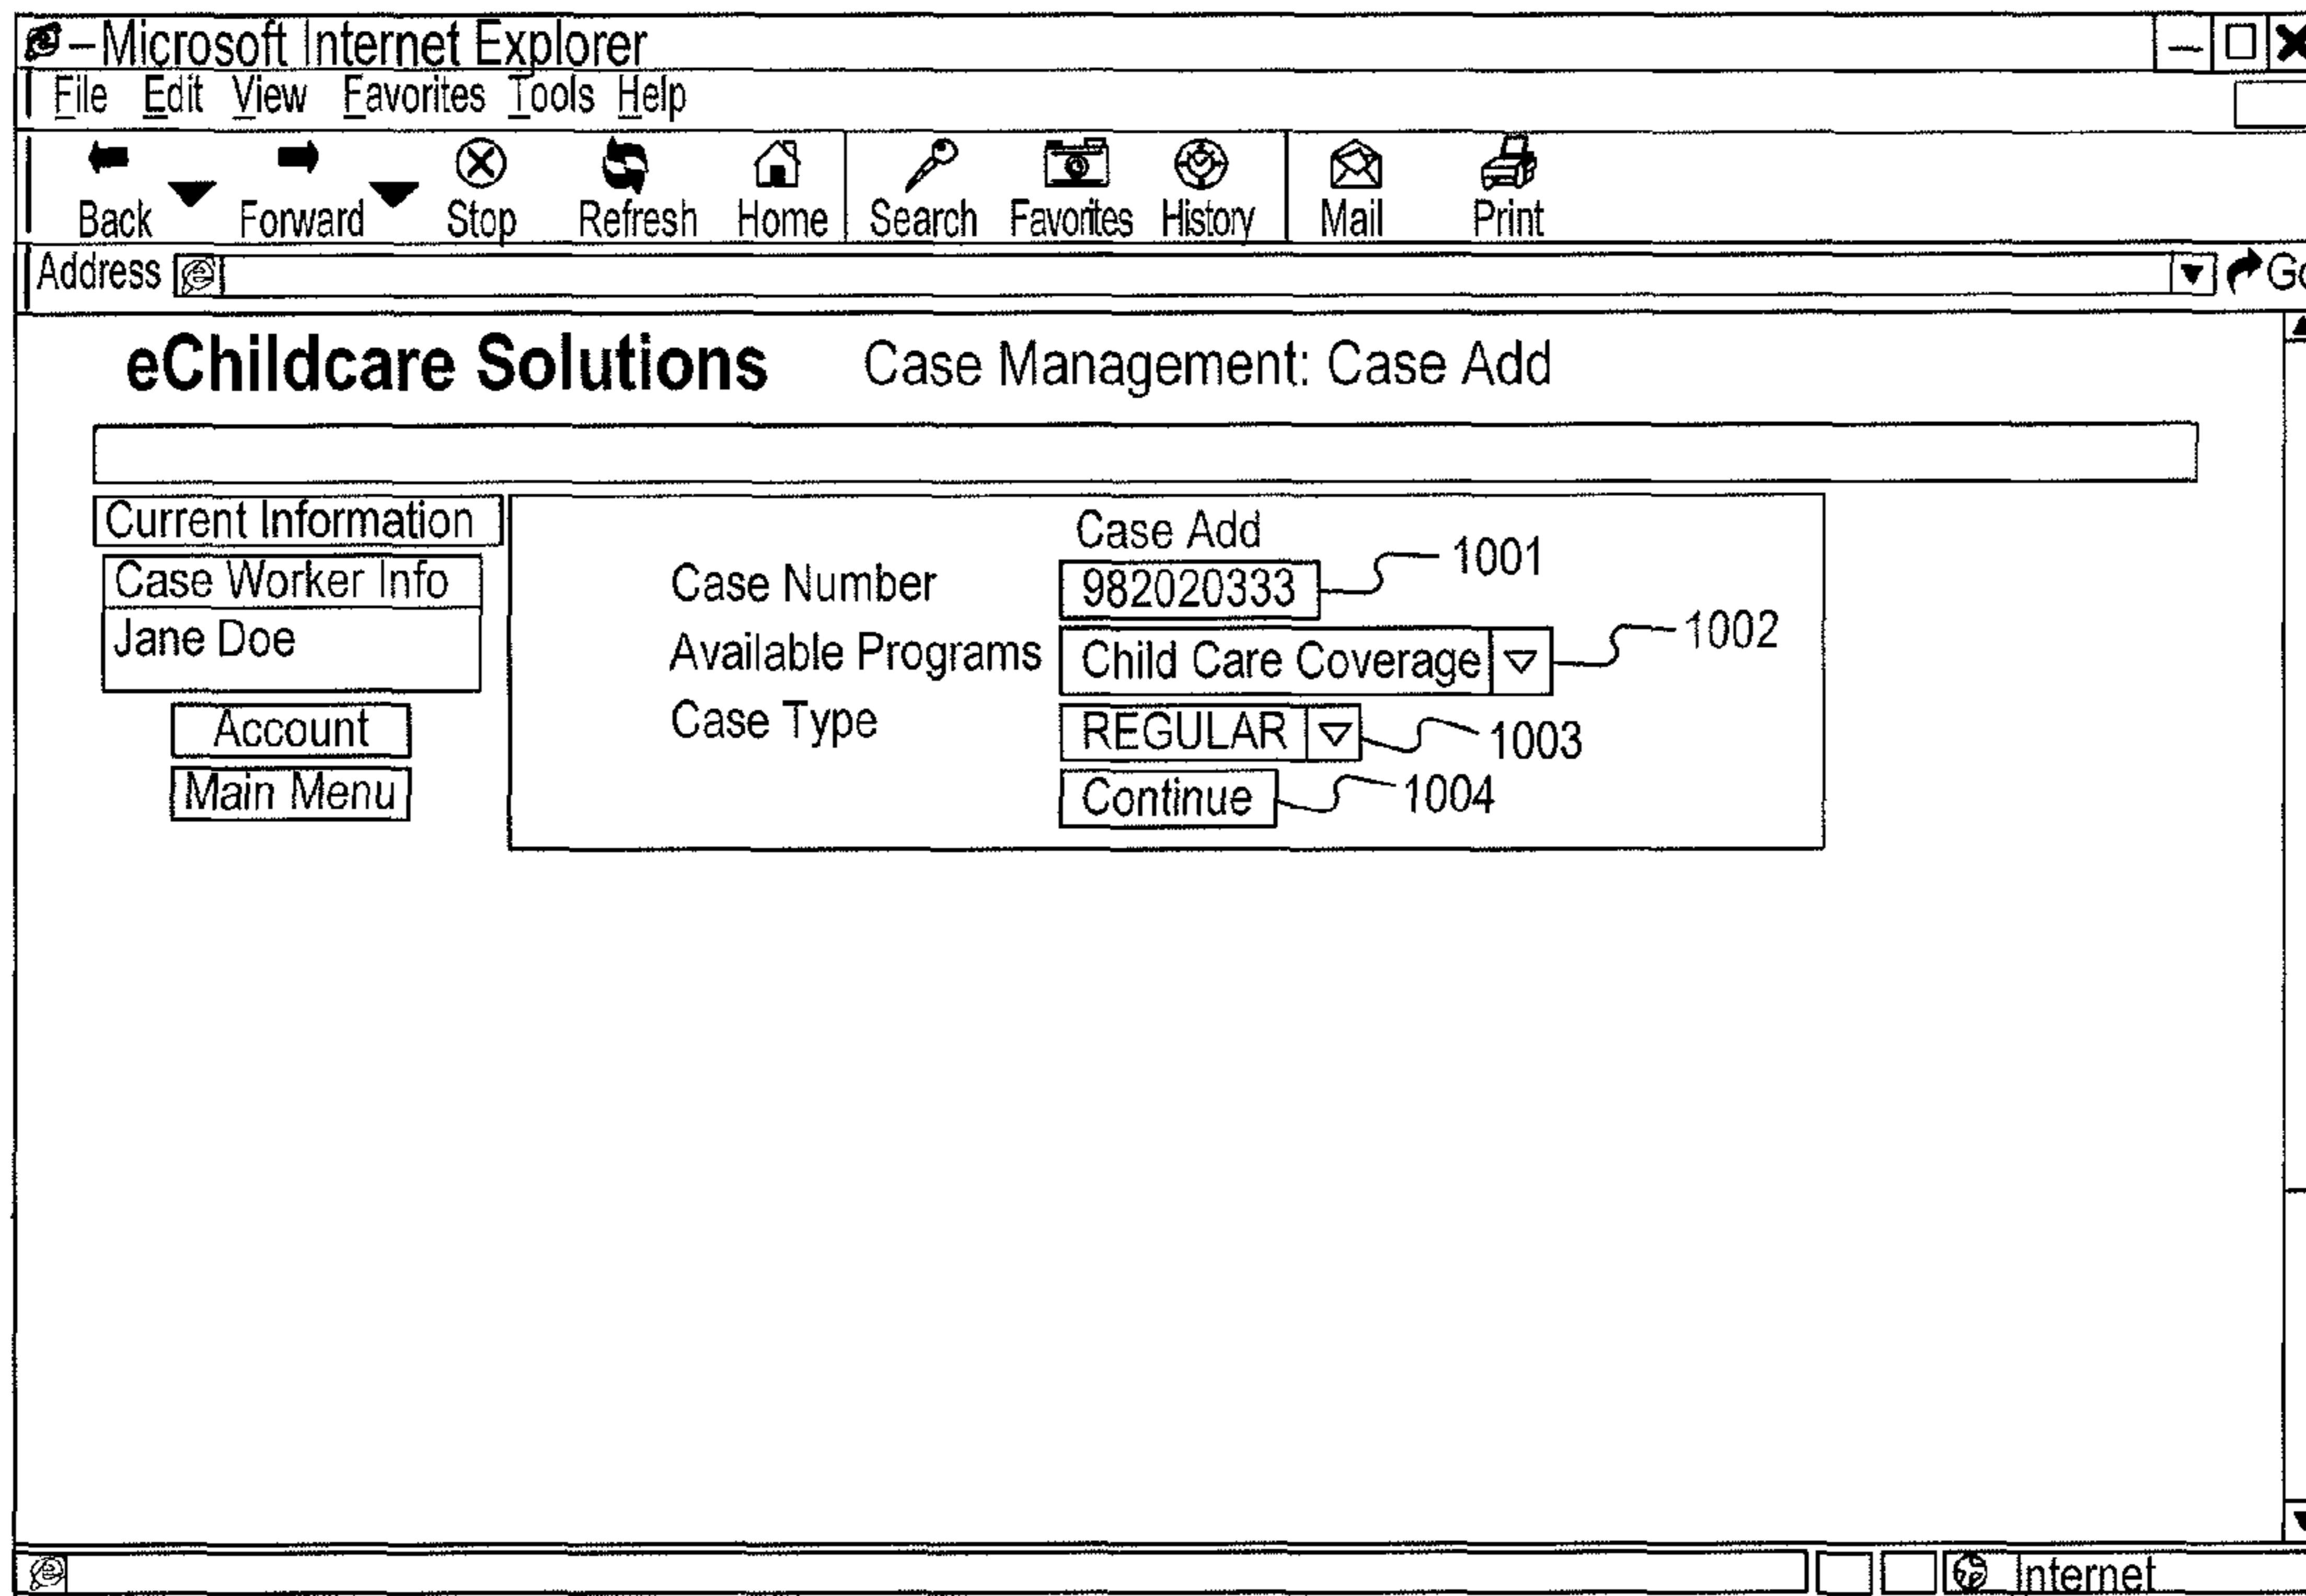 –Microsoft Internet Explorer
File Edit View Favorites Tools Help
Back Forward Stop Refresh Home Search Favorites History Mail Print
Address Go
eChildcare Solutions Case Management: Case Add
Current Information
Case Worker Info
Jane Doe
Account
Main Menu
Case Add
Case Number 982020333 1001
Available Programs Child Care Coverage 1002
Case Type REGULAR 1003
Continue 1004
Internet